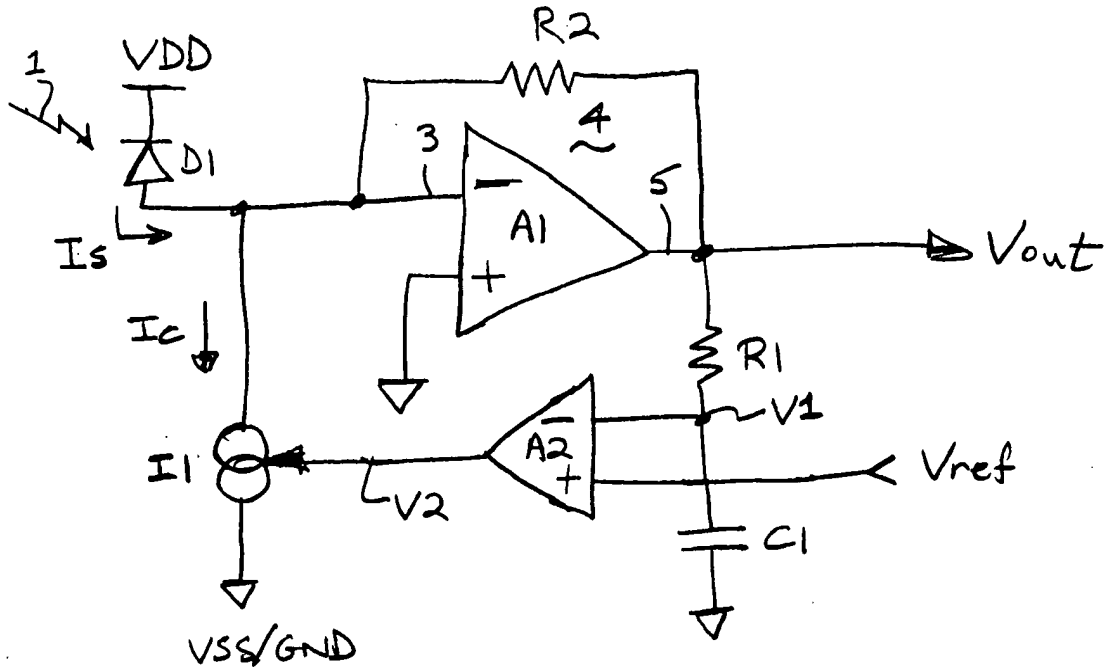 R2
VDD
1
4
D1
3
5
A1
−
+
Is
Vout
Ic
R1
V1
−
A2
+
I1
Vref
V2
C1
VSS/GND